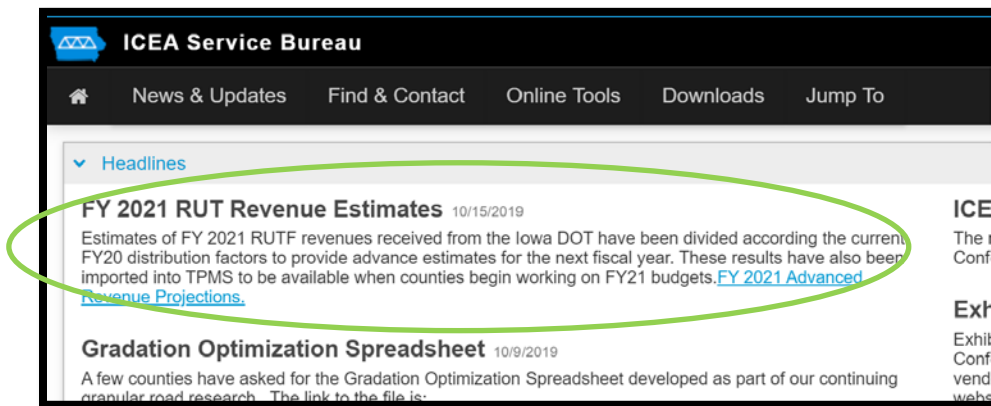 ICEA Service Bureau
News & Updates Find & Contact Online Tools Downloads Jump To
Headlines
FY 2021 RUT Revenue Estimates 10/15/2019
Estimates of FY 2021 RUTF revenues received from the Iowa DOT have been divided according the current
FY20 distribution factors to provide advance estimates for the next fiscal year. These results have also been
imported into TPMS to be available when counties begin working on FY21 budgets.FY 2021 Advanced
Revenue Projections.
Gradation Optimization Spreadsheet 10/9/2019
A few counties have asked for the Gradation Optimization Spreadsheet developed as part of our continuing
granular road research. The link to the file is:
ICE
The
Conf
Exh
Exhib
Conf
vend
webs